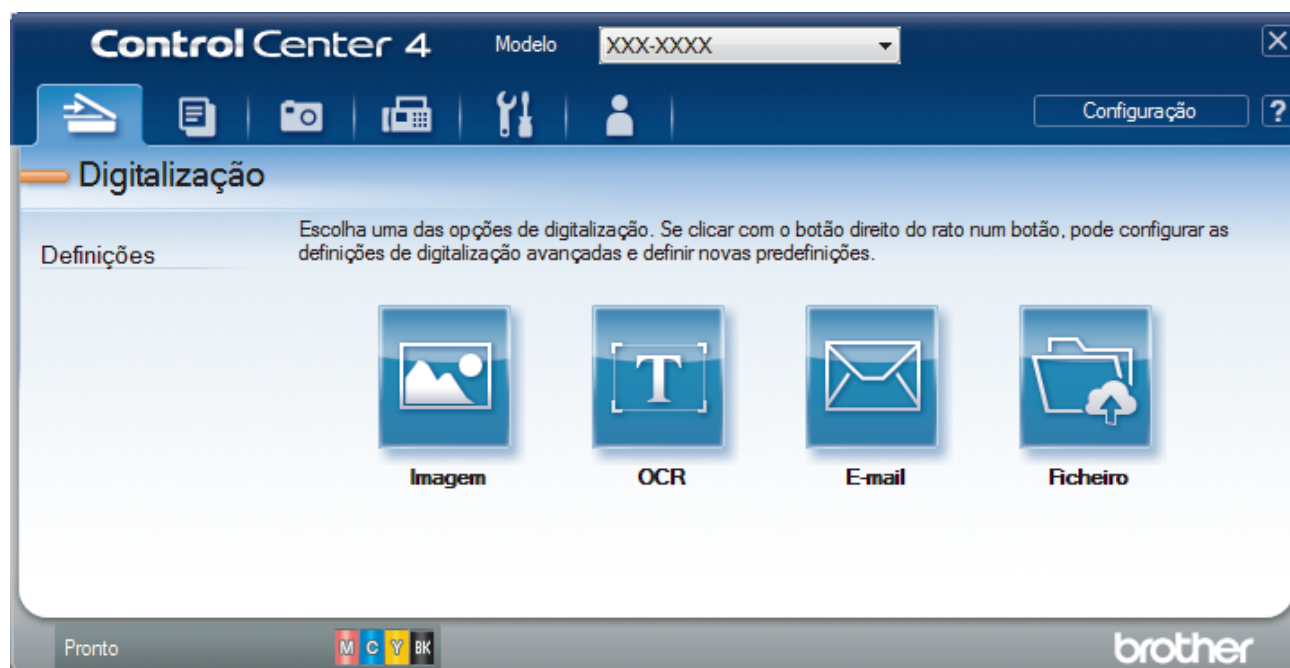 Control Center 4 Modelo XXX-XXXX
Configuração ?
Digitalização
Definições
Escolha uma das opções de digitalização. Se clicar com o botão direito do rato num botão, pode configurar as
definições de digitalização avançadas e definir novas predefinições.
T
Imagem OCR E-mail Ficheiro
Pronto M C Y BK brother